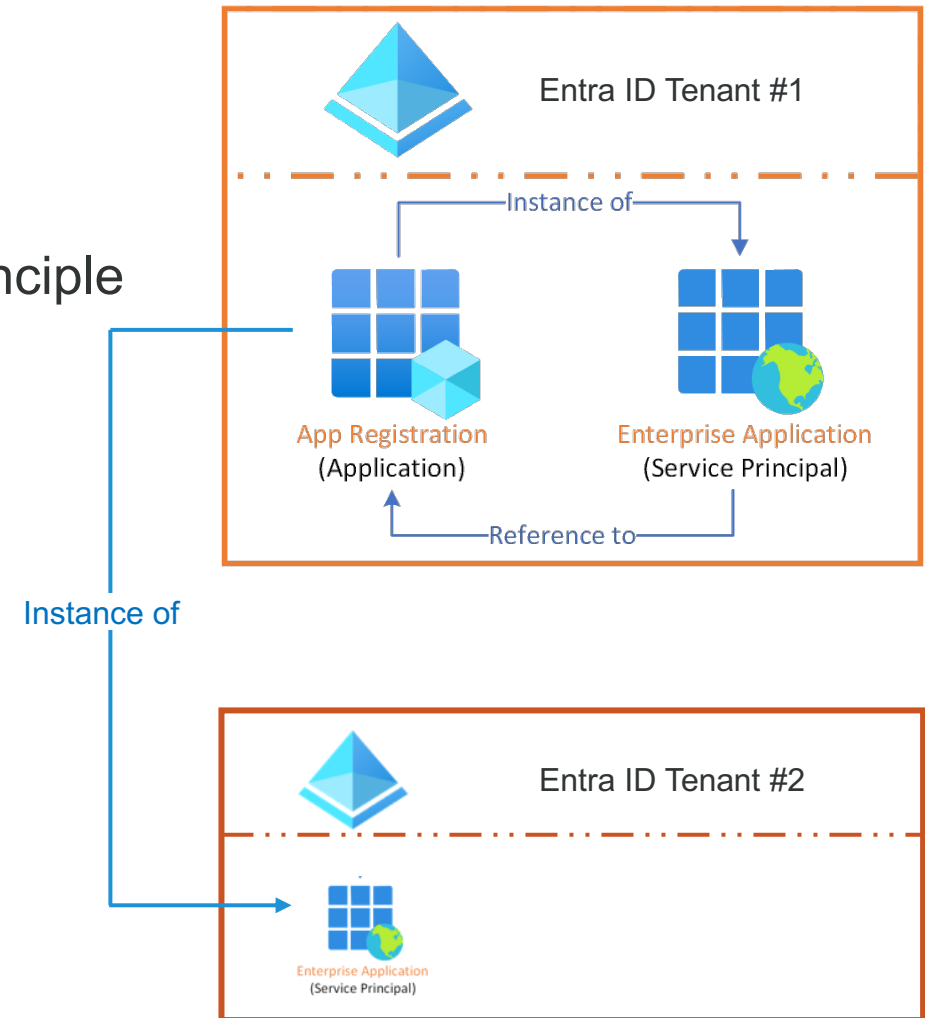 Entra ID Tenant #1
Instance of
nciple
App Registration
(Application)
Enterprise Application
(Service Principal)
Reference to
Instance of
Entra ID Tenant #2
Enterprise Application
(Service Principal)